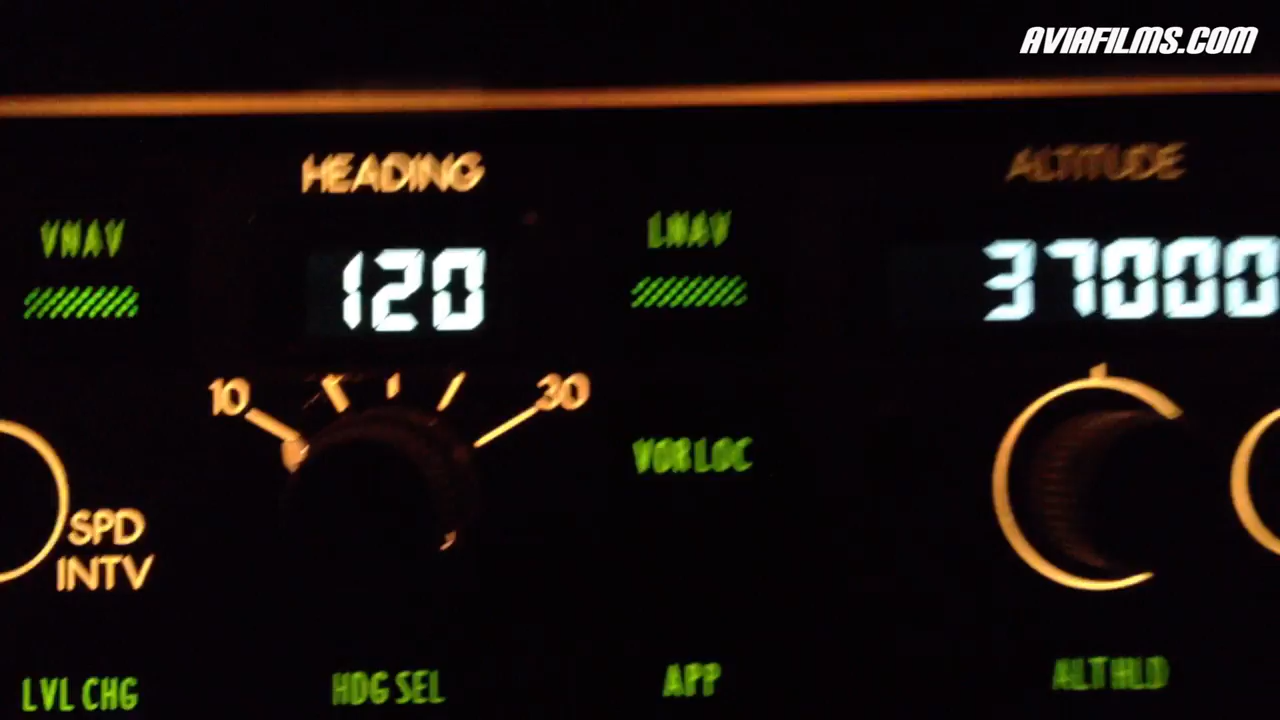 AVIAFILMS.COM
HEADING
ALTITUDE
VNAV
LNAV
120
37000
10
30
VOR LOC
SPD
INTV
LVL CHG
HDG SEL
APP
ALT HLD